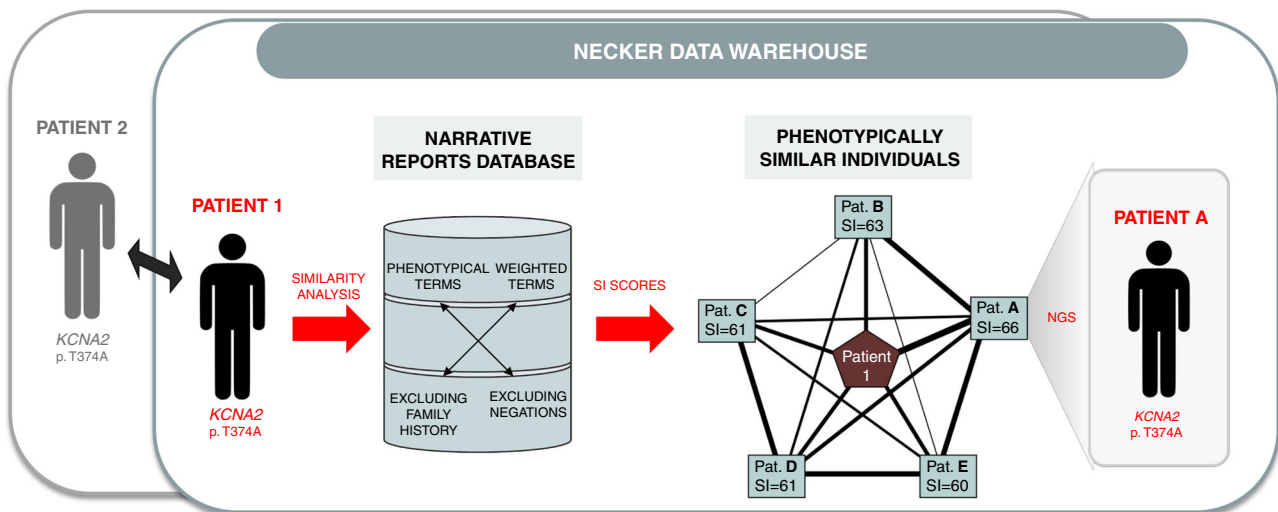 NECKER DATA WAREHOUSE
PATIENT 2
KCNA2
p. T374A
PATIENT 1
KCNA2
p. T374A
SIMILARITY
ANALYSIS
NARRATIVE
REPORTS DATABASE
PHENOTYPICAL
TERMS
WEIGHTED
TERMS
EXCLUDING
FAMILY
HISTORY
EXCLUDING
NEGATIONS
SI SCORES
PHENOTYPICALLY
SIMILAR INDIVIDUALS
Pat. B
SI=63
Pat. C
SI=61
Pat. A
SI=66
Patient
1
Pat. D
SI=61
Pat. E
SI=60
NGS
PATIENT A
KCNA2
p. T374A